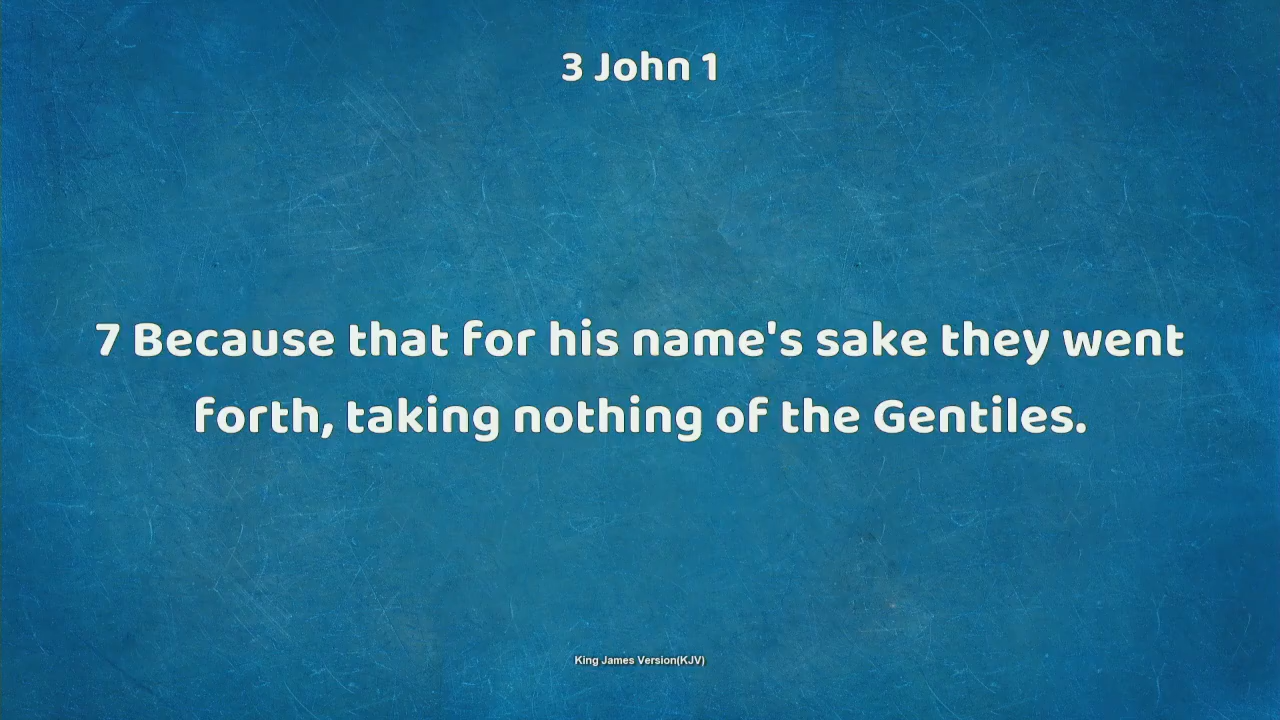 3 John 1
7 Because that for his name's sake they went
forth, taking nothing of the Gentiles.
King James Version(KJV)